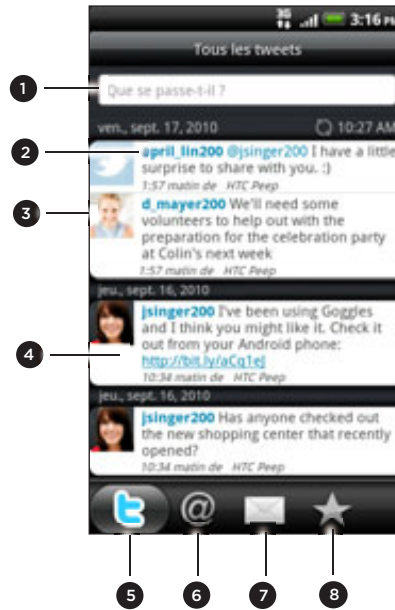 3G
3:16 PM
Tous les tweets
1
Que se passe-t-il ?
ven., sept. 17, 2010
10:27 AM
2
april_lin200 @jsinger200 I have a little
surprise to share with you. :)
1:57 matin de HTC Peep
3
d_mayer200 We'll need some
volunteers to help out with the
preparation for the celebration party
at Colin's next week
1:57 matin de HTC Peep
jeu., sept. 16, 2010
jsinger200 I've been using Goggles
and I think you might like it. Check it
4
out from your Android phone:
http://bit.ly/aCq1eJ
10:34 matin de HTC Peep
jeu., sept. 16, 2010
jsinger200 Has anyone checked out
the new shopping center that recently
opened?
10:34 matin de HTC Peep
@
5
6
7
8